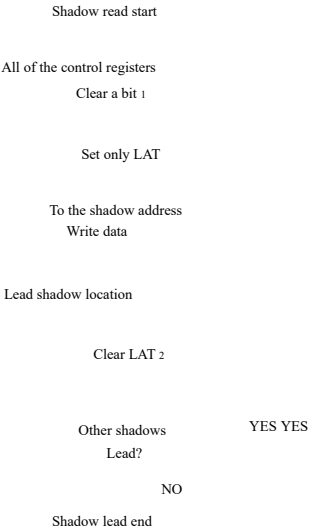 Shadow read start
All of the control registers
Clear a bit 1
Set only LAT
To the shadow address
Write data
Lead shadow location
Clear LAT 2
Other shadows YES YES
Lead?
NO
Shadow lead end